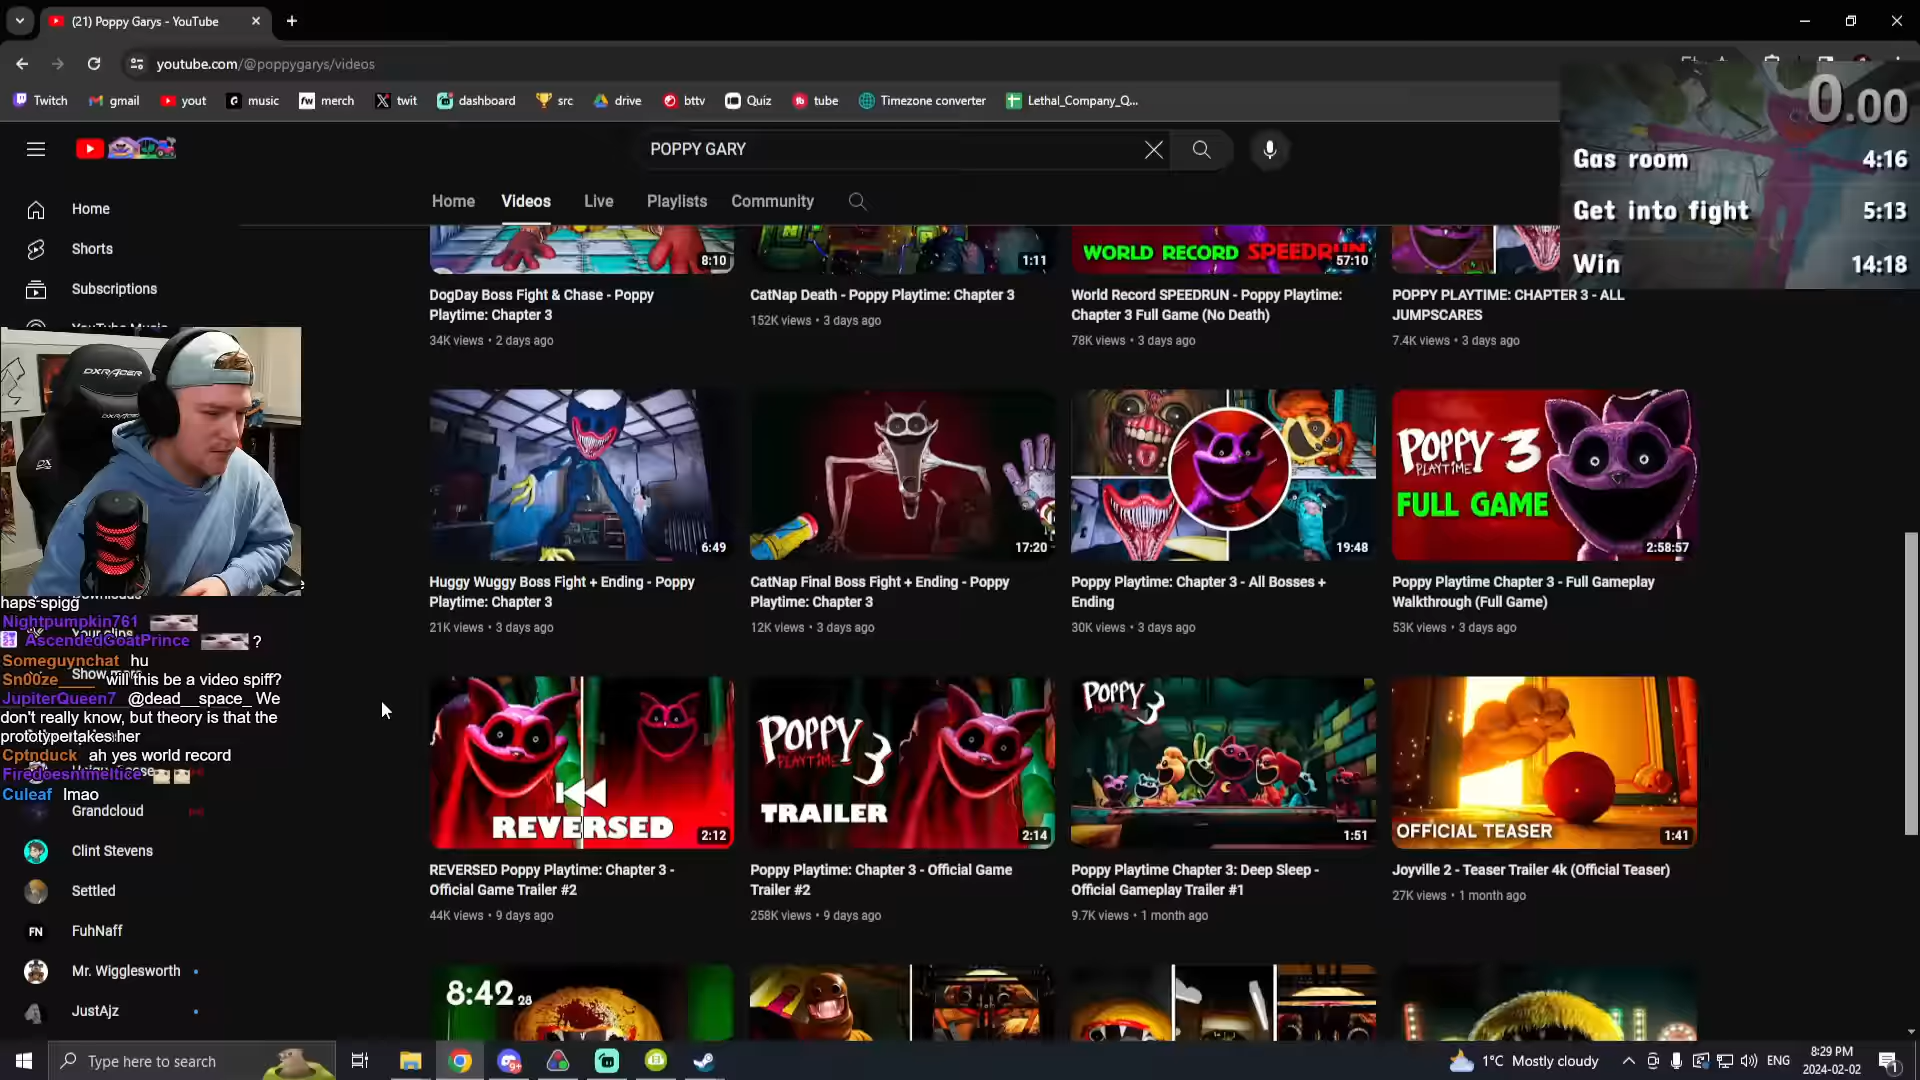 (21) Poppy Garys - YouTube
youtube.com/@poppygarys/videos
Twitch
gmail
yout
music
merch
twit
dashboard
src
drive
bttv
Quiz
tube
Timezone converter
Lethal_Company_Q...
0.00
Gas room 4:16
Get into fight 5:13
Win 14:18
POPPY GARY
Home
Videos
Live
Playlists
Community
Home
Shorts
Subscriptions
YouTube Music
8:10
1:11
WORLD RECORD SPEEDRUN
57:10
DogDay Boss Fight & Chase - Poppy
Playtime: Chapter 3
34K views • 2 days ago
CatNap Death - Poppy Playtime: Chapter 3
152K views • 3 days ago
World Record SPEEDRUN - Poppy Playtime:
Chapter 3 Full Game (No Death)
78K views • 3 days ago
POPPY PLAYTIME: CHAPTER 3 - ALL
JUMPSCARES
7.4K views • 3 days ago
DXRACER
6:49
17:20
19:48
POPPY 3
PLAYTIME
FULL GAME
2:58:57
Huggy Wuggy Boss Fight + Ending - Poppy
Playtime: Chapter 3
21K views • 3 days ago
CatNap Final Boss Fight + Ending - Poppy
Playtime: Chapter 3
12K views • 3 days ago
Poppy Playtime: Chapter 3 - All Bosses +
Ending
30K views • 3 days ago
Poppy Playtime Chapter 3 - Full Gameplay
Walkthrough (Full Game)
53K views • 3 days ago
haps spigg
Nightpumpkin761
Your clips
AscendedGoatPrince ?
Someguynchat hu
Show more
Sn00ze____ will this be a video spiff?
JupiterQueen7 @dead__space_ We
don't really know, but theory is that the
prototypertakes her
Cptnduck ah yes world record
Firedoesntmeltice
Culeaf lmao
Grandcloud
Clint Stevens
Settled
FN FuhNaff
Mr. Wigglesworth
JustAjz
REVERSED
2:12
POPPY 3
PLAYTIME
TRAILER
2:14
POPPY 3
1:51
OFFICIAL TEASER
1:41
REVERSED Poppy Playtime: Chapter 3 -
Official Game Trailer #2
44K views • 9 days ago
Poppy Playtime: Chapter 3 - Official Game
Trailer #2
258K views • 9 days ago
Poppy Playtime Chapter 3: Deep Sleep -
Official Gameplay Trailer #1
9.7K views • 1 month ago
Joyville 2 - Teaser Trailer 4k (Official Teaser)
27K views • 1 month ago
8:42 28
Type here to search
9+
1°C Mostly cloudy
ENG
8:29 PM
2024-02-02
1